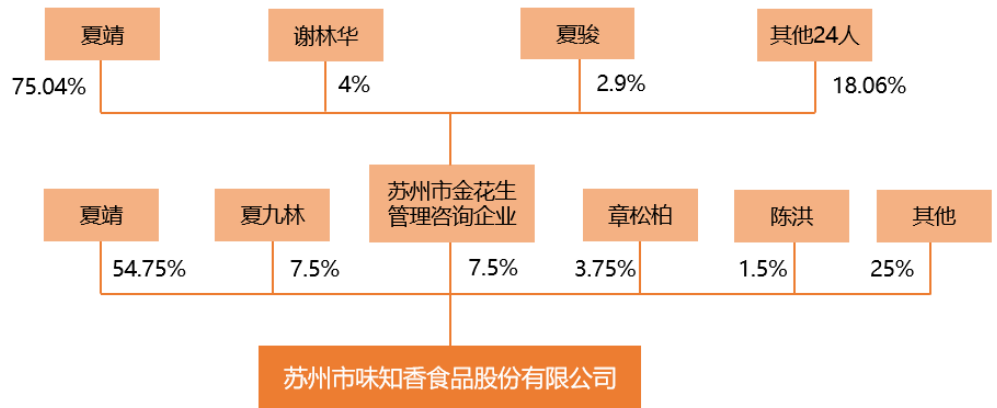 夏靖
谢林华
夏骏
其他24人
75.04%
4%
2.9%
18.06%
夏靖
夏九林
苏州市金花生
管理咨询企业
章松柏
陈洪
其他
54.75%
7.5%
7.5%
3.75%
1.5%
25%
苏州市味知香食品股份有限公司